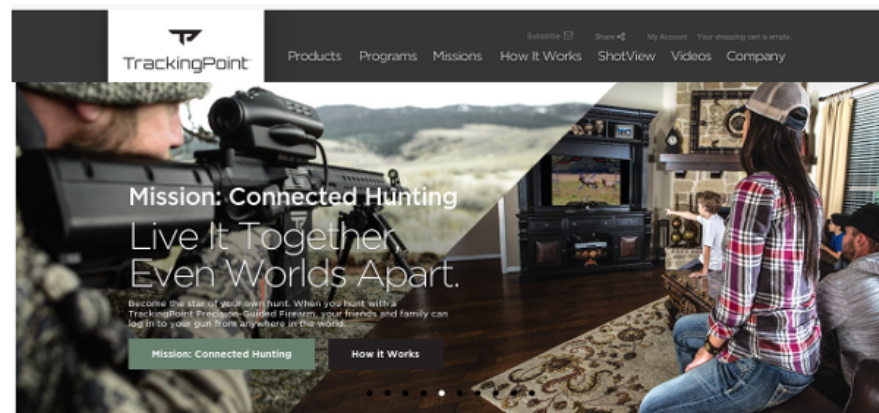 Subscribe
Share
My Account
Your shopping cart is empty.
TrackingPoint
Products
Programs
Missions
How It Works
ShotView
Videos
Company
Mission: Connected Hunting
Live It Together,
Even Worlds Apart.
Become the star of your own hunt. When you hunt with a
TrackingPoint Precision-Guided Firearm, your friends and family can
log in to your gun from anywhere in the world.
Mission: Connected Hunting
How it Works